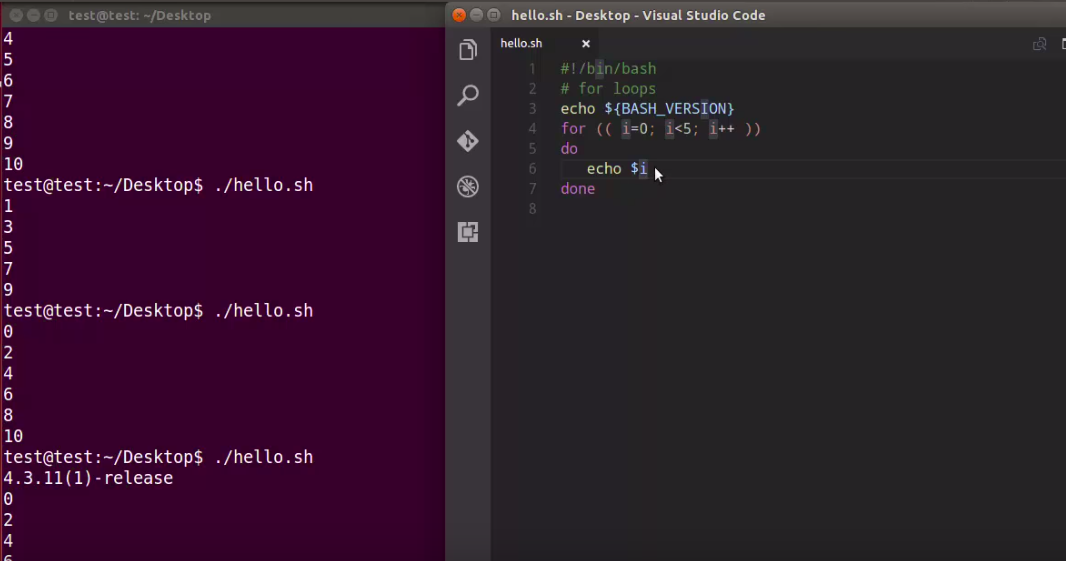 test@test: ~/Desktop
4
5
6
7
8
9
10
test@test:~/Desktop$ ./hello.sh
1
3
5
7
9
test@test:~/Desktop$ ./hello.sh
0
2
4
6
8
10
test@test:~/Desktop$ ./hello.sh
4.3.11(1)-release
0
2
4
6
hello.sh - Desktop - Visual Studio Code
hello.sh
1 #!/bin/bash
2 # for loops
3 echo ${BASH_VERSION}
4 for (( i=0; i<5; i++ ))
5 do
6 echo $i
7 done
8